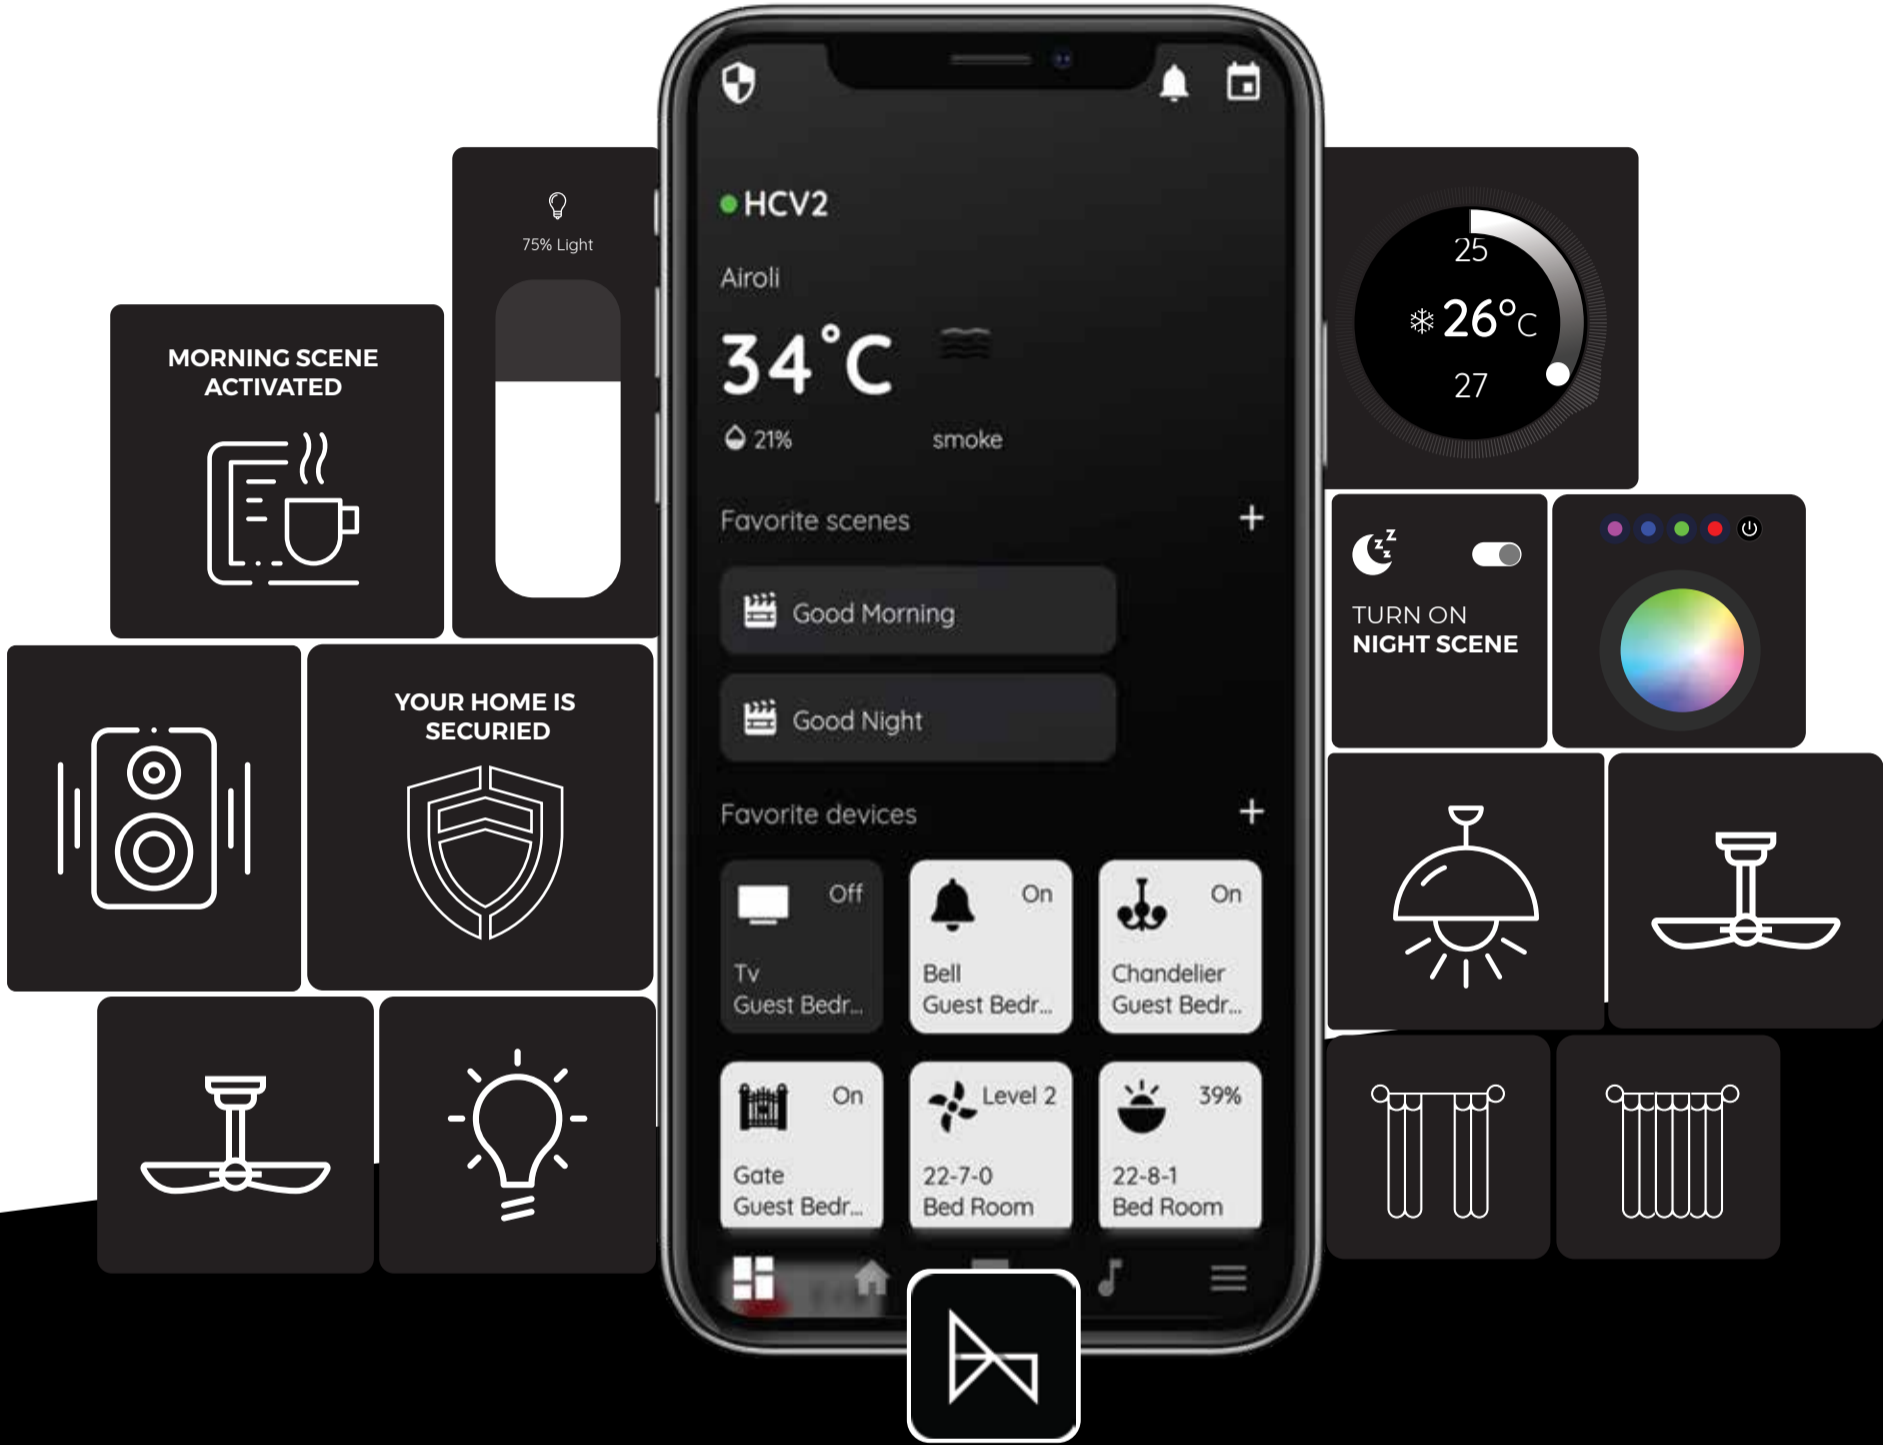 75% Light
MORNING SCENE
ACTIVATED
YOUR HOME IS
SECURIED
HCV2
Airoli
34°C
21%
smoke
Favorite scenes
+
Good Morning
Good Night
Favorite devices
+
Off
Tv
Guest Bedr...
On
Bell
Guest Bedr...
On
Chandelier
Guest Bedr...
On
Gate
Guest Bedr...
Level 2
22-7-0
Bed Room
39%
22-8-1
Bed Room
25
26°C
27
z z z
TURN ON
NIGHT SCENE